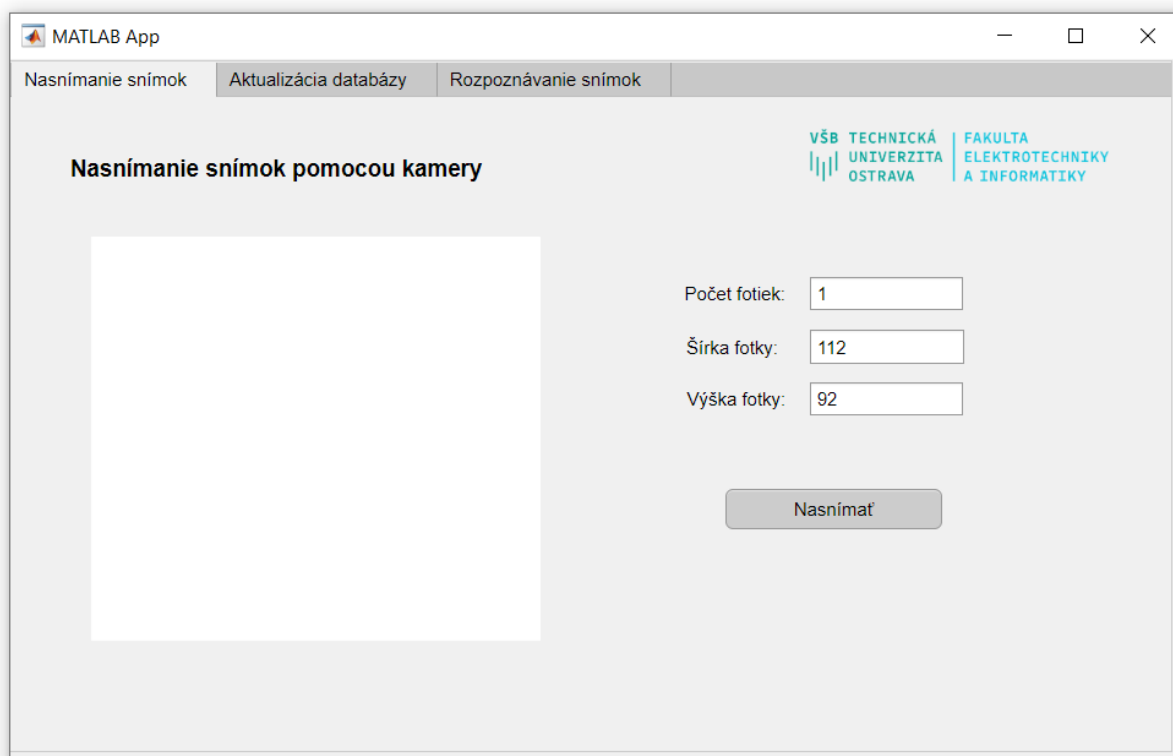 MATLAB App
Nasnímanie snímok Aktualizácia databázy Rozpoznávanie snímok
VŠB TECHNICKÁ
UNIVERZITA
OSTRAVA
FAKULTA
ELEKTROTECHNIKY
A INFORMATIKY
Nasnímanie snímok pomocou kamery
Počet fotiek: 1
Šírka fotky: 112
Výška fotky: 92
Nasnímať